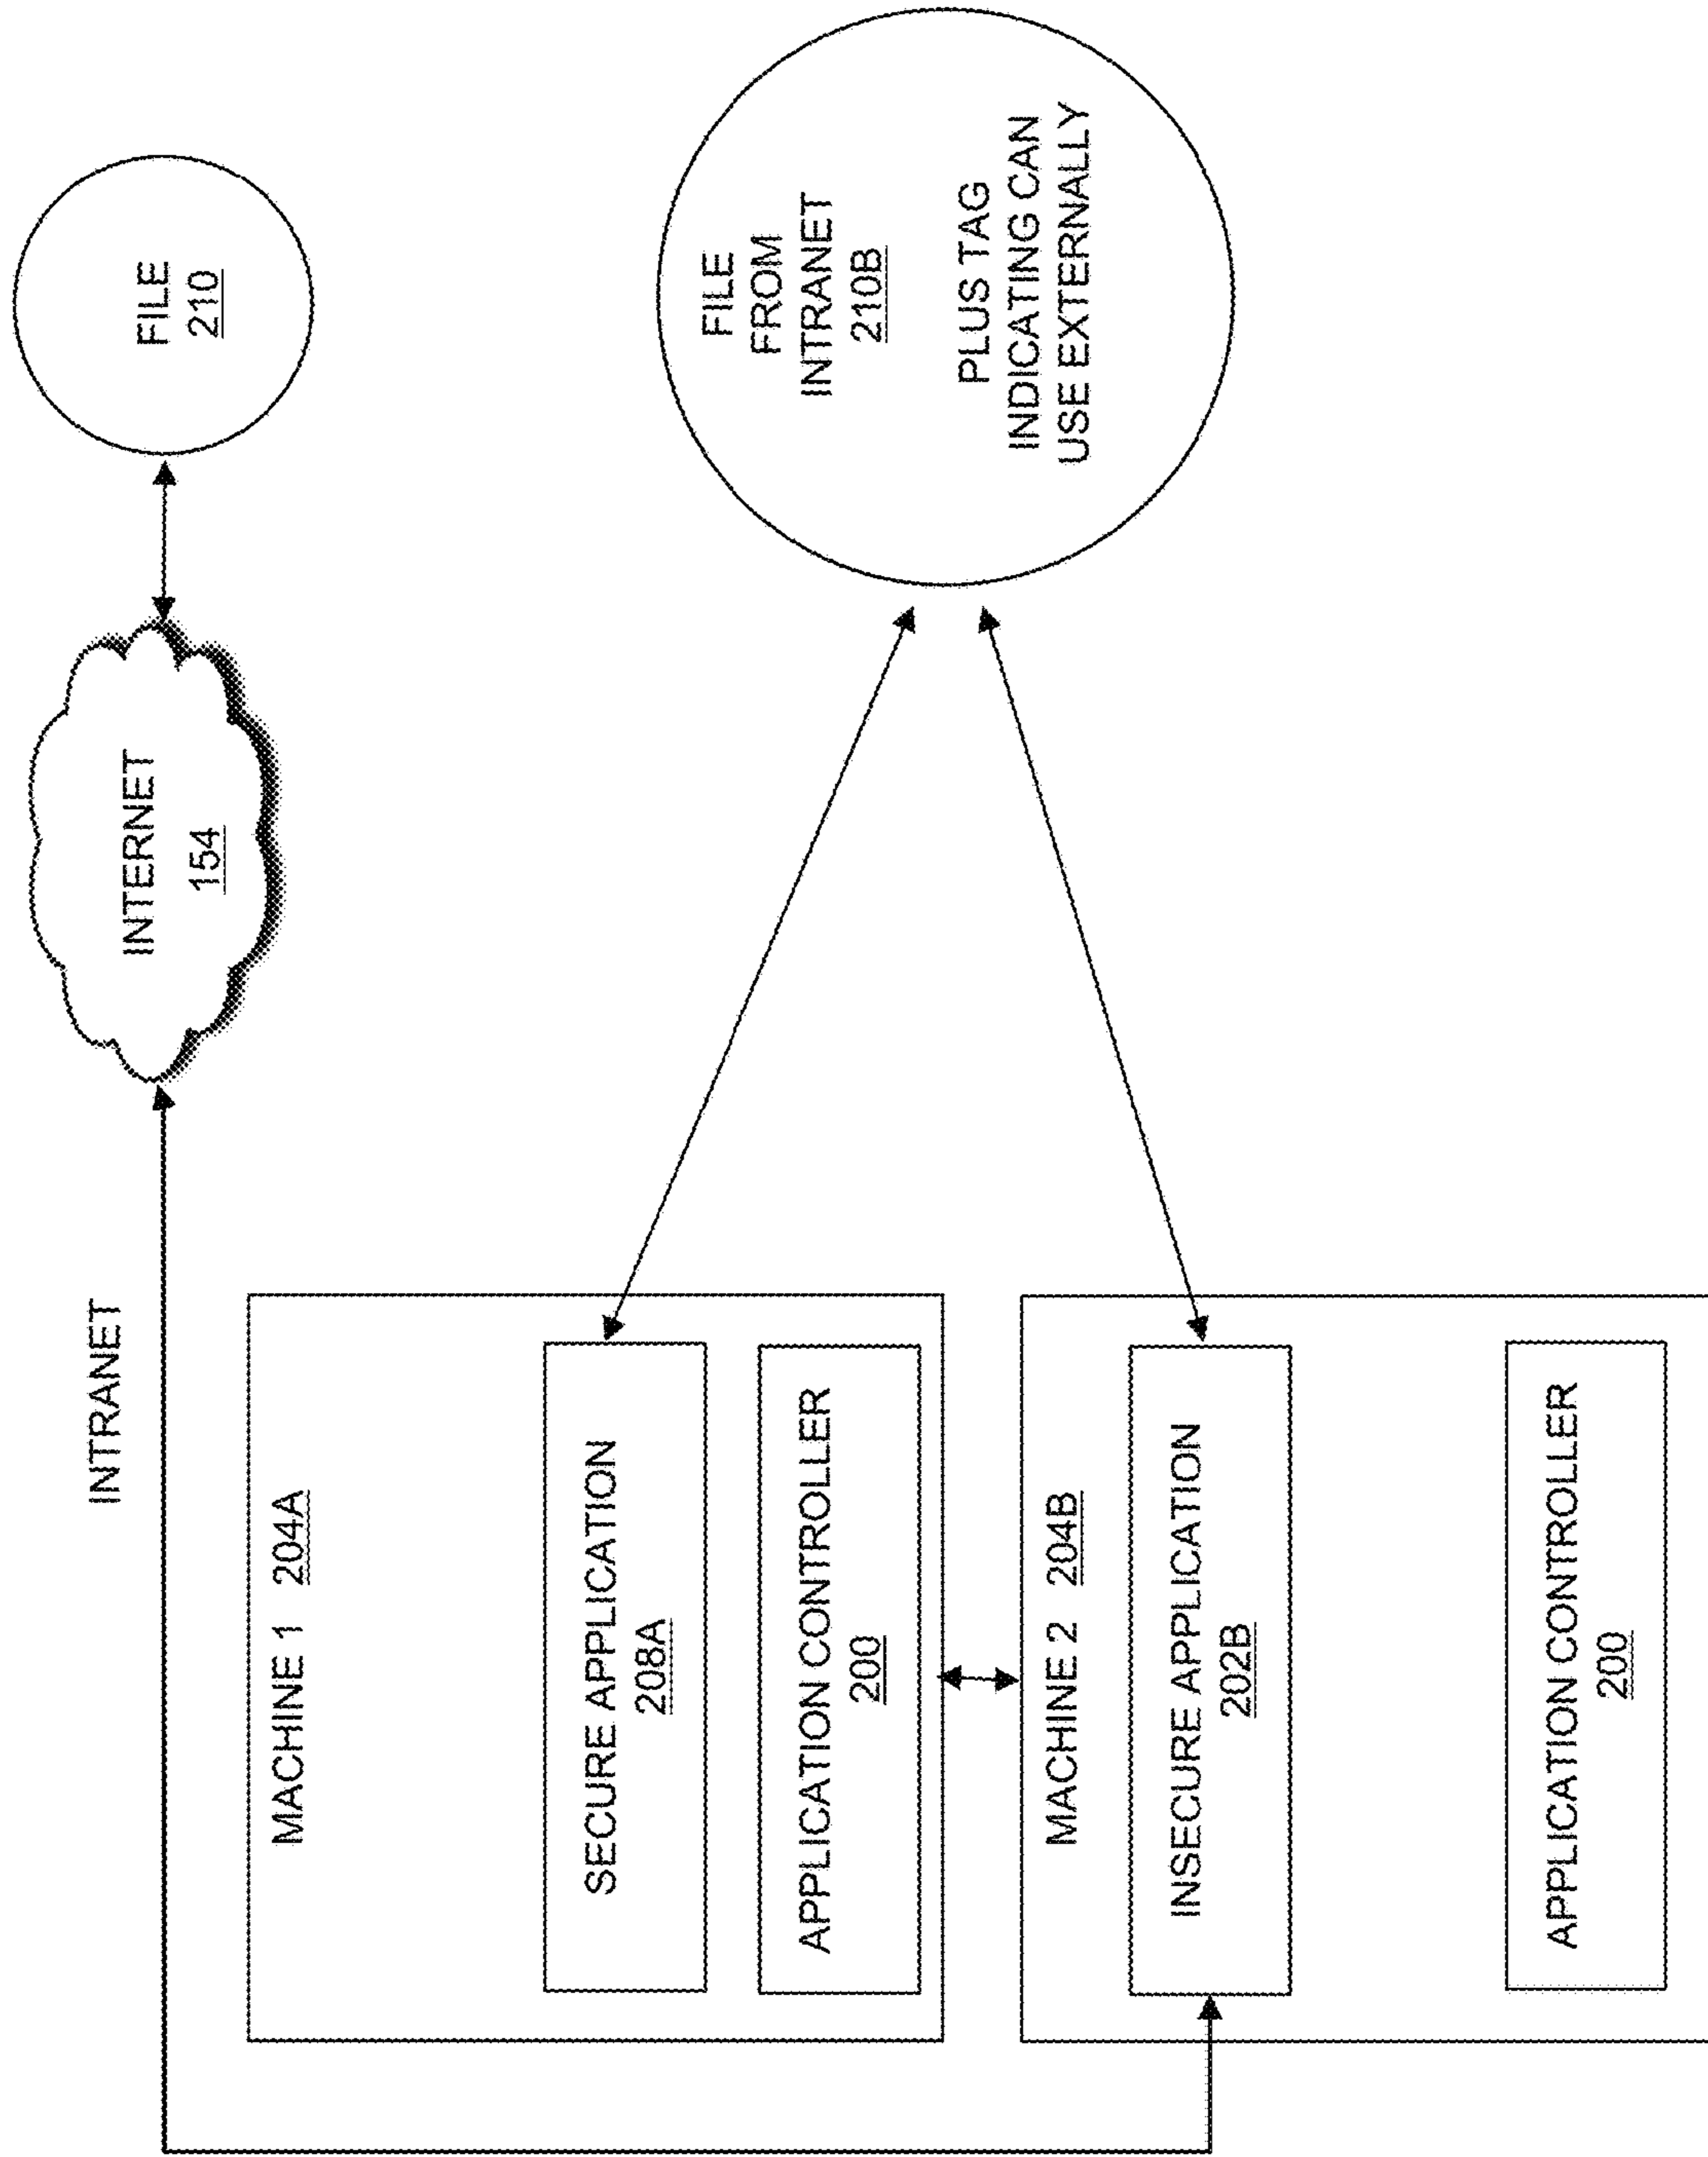 INTRANET
INTERNET
154
FILE
210
MACHINE 1 204A
SECURE APPLICATION
208A
APPLICATION CONTROLLER
200
FILE
FROM
INTRANET
210B
PLUS TAG
INDICATING CAN
USE EXTERNALLY
MACHINE 2 204B
INSECURE APPLICATION
202B
APPLICATION CONTROLLER
200